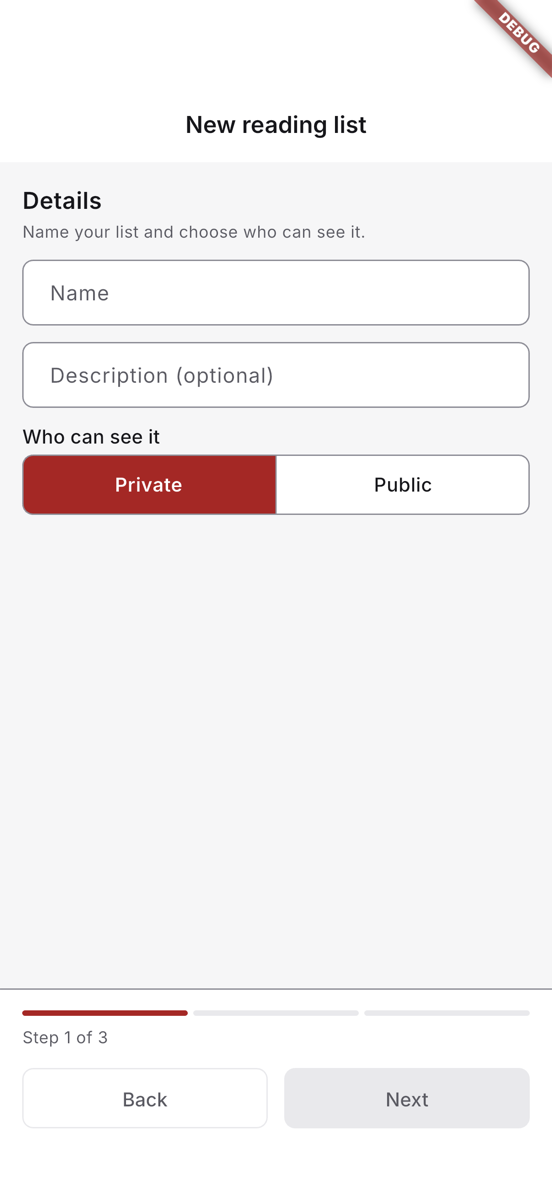 DEBUG
New reading list
Details
Name your list and choose who can see it.
Name
Description (optional)
Who can see it
Private
Public
Step 1 of 3
Back
Next